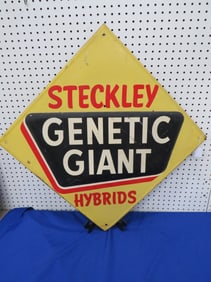 STECKLEY
GENETIC
GIANT
HYBRIDS